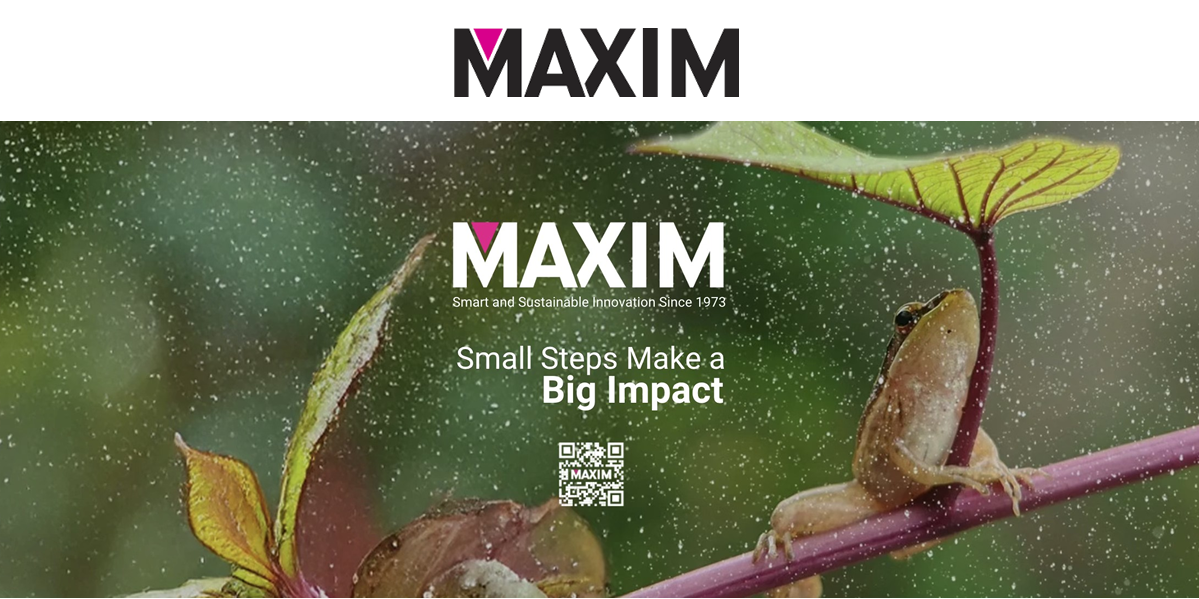 MAXIM
MAXIM
Smart and Sustainable Innovation Since 1973
Small Steps Make a
Big Impact
MAXIM